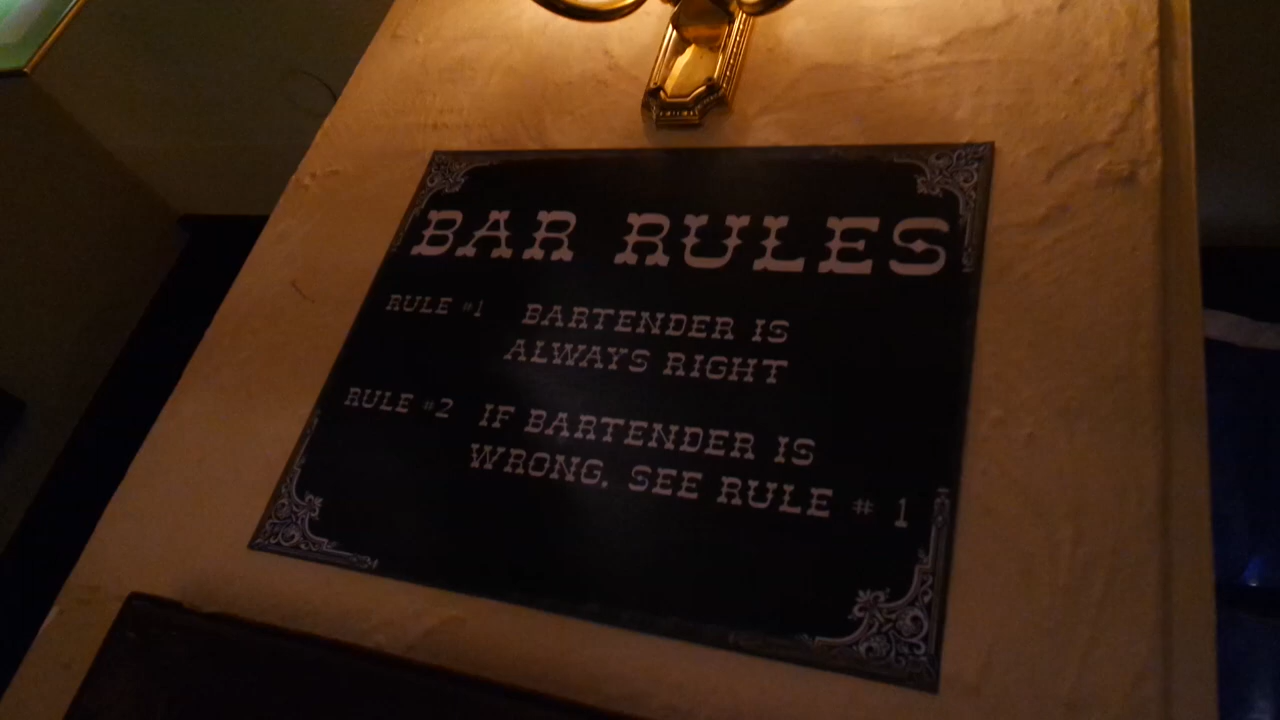 BAR RULES
RULE #1 BARTENDER IS
ALWAYS RIGHT
RULE #2 IF BARTENDER IS
WRONG. SEE RULE # 1